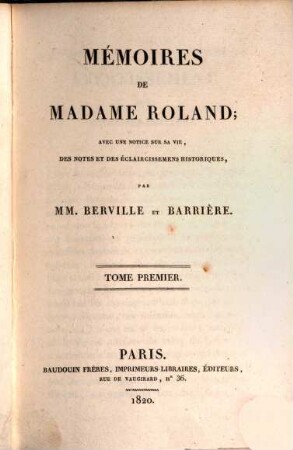 MÉMOIRES
DE
MADAME ROLAND;
AVEC UNE NOTICE SUR SA VIE,
DES NOTES ET DES ÉCLAIRCISSEMENS HISTORIQUES,
PAR
MM. BERVILLE ET BARRIÈRE.
TOME PREMIER.
PARIS.
BAUDOUIN FRÈRES, IMPRIMEURS-LIBRAIRES, ÉDITEURS,
RUE DE VAUGIRARD, nº 36.
1820.